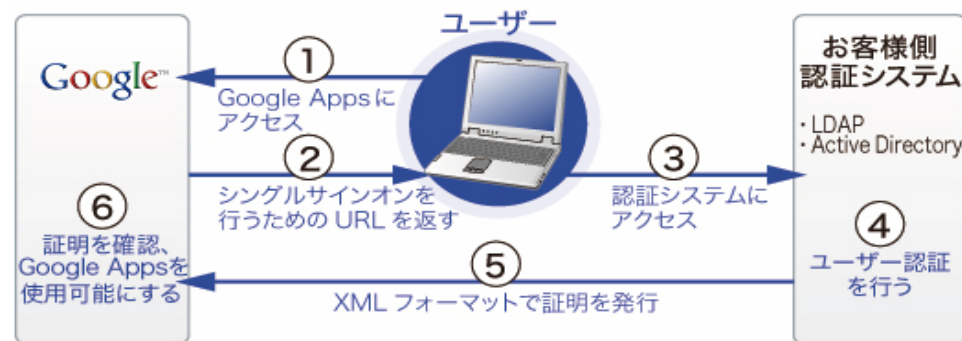 ユーザー
Google™
①
Google Appsに
アクセス
②
シングルサインオンを
行うための URL を返す
③
認証システムに
アクセス
お客様側
認証システム
・LDAP
・Active Directory
④
ユーザー認証
を行う
⑤
XML フォーマットで証明を発行
⑥
証明を確認、
Google Appsを
使用可能にする